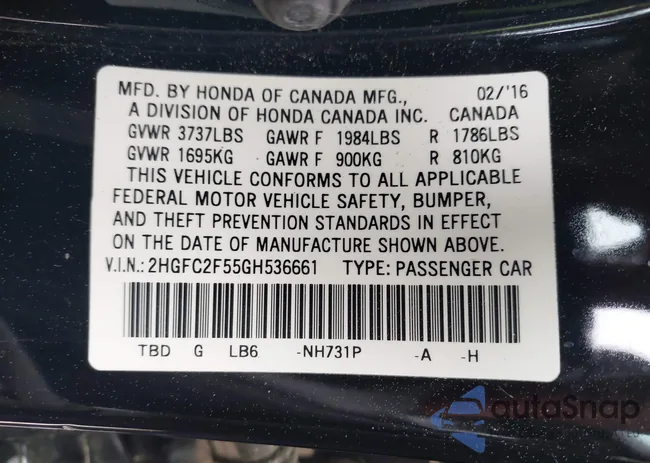 MFD. BY HONDA OF CANADA MFG., 02/'16
A DIVISION OF HONDA CANADA INC. CANADA
GVWR 3737LBS GAWR F 1984LBS R 1786LBS
GVWR 1695KG GAWR F 900KG R 810KG
THIS VEHICLE CONFORMS TO ALL APPLICABLE
FEDERAL MOTOR VEHICLE SAFETY, BUMPER,
AND THEFT PREVENTION STANDARDS IN EFFECT
ON THE DATE OF MANUFACTURE SHOWN ABOVE.
V.I.N.: 2HGFC2F55GH536661 TYPE: PASSENGER CAR
TBD G LB6 -NH731P -A -H
autoSnap